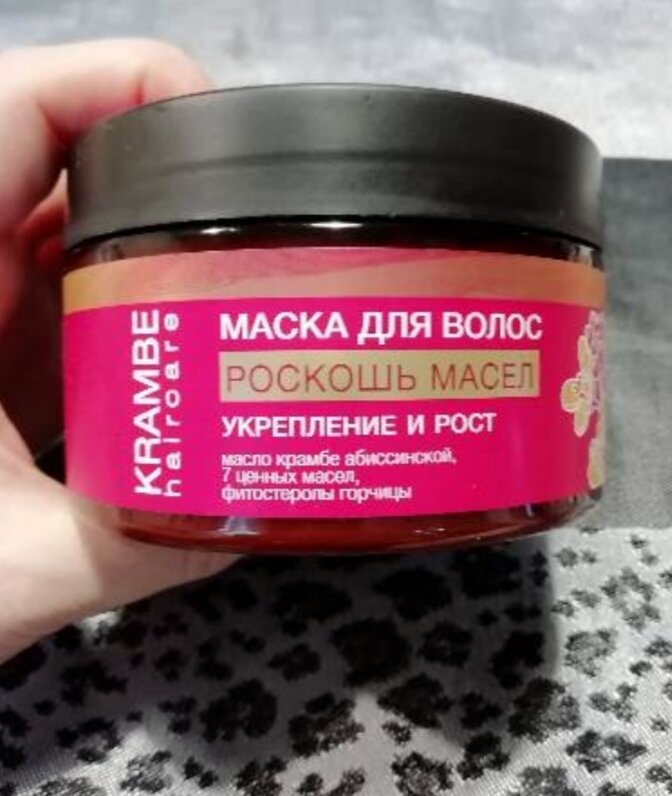 KRAMBE
haircare
МАСКА ДЛЯ ВОЛОС
РОСКОШЬ МАСЕЛ
УКРЕПЛЕНИЕ И РОСТ
масло крамбе абиссинской,
7 ценных масел,
фитостеролы горчицы